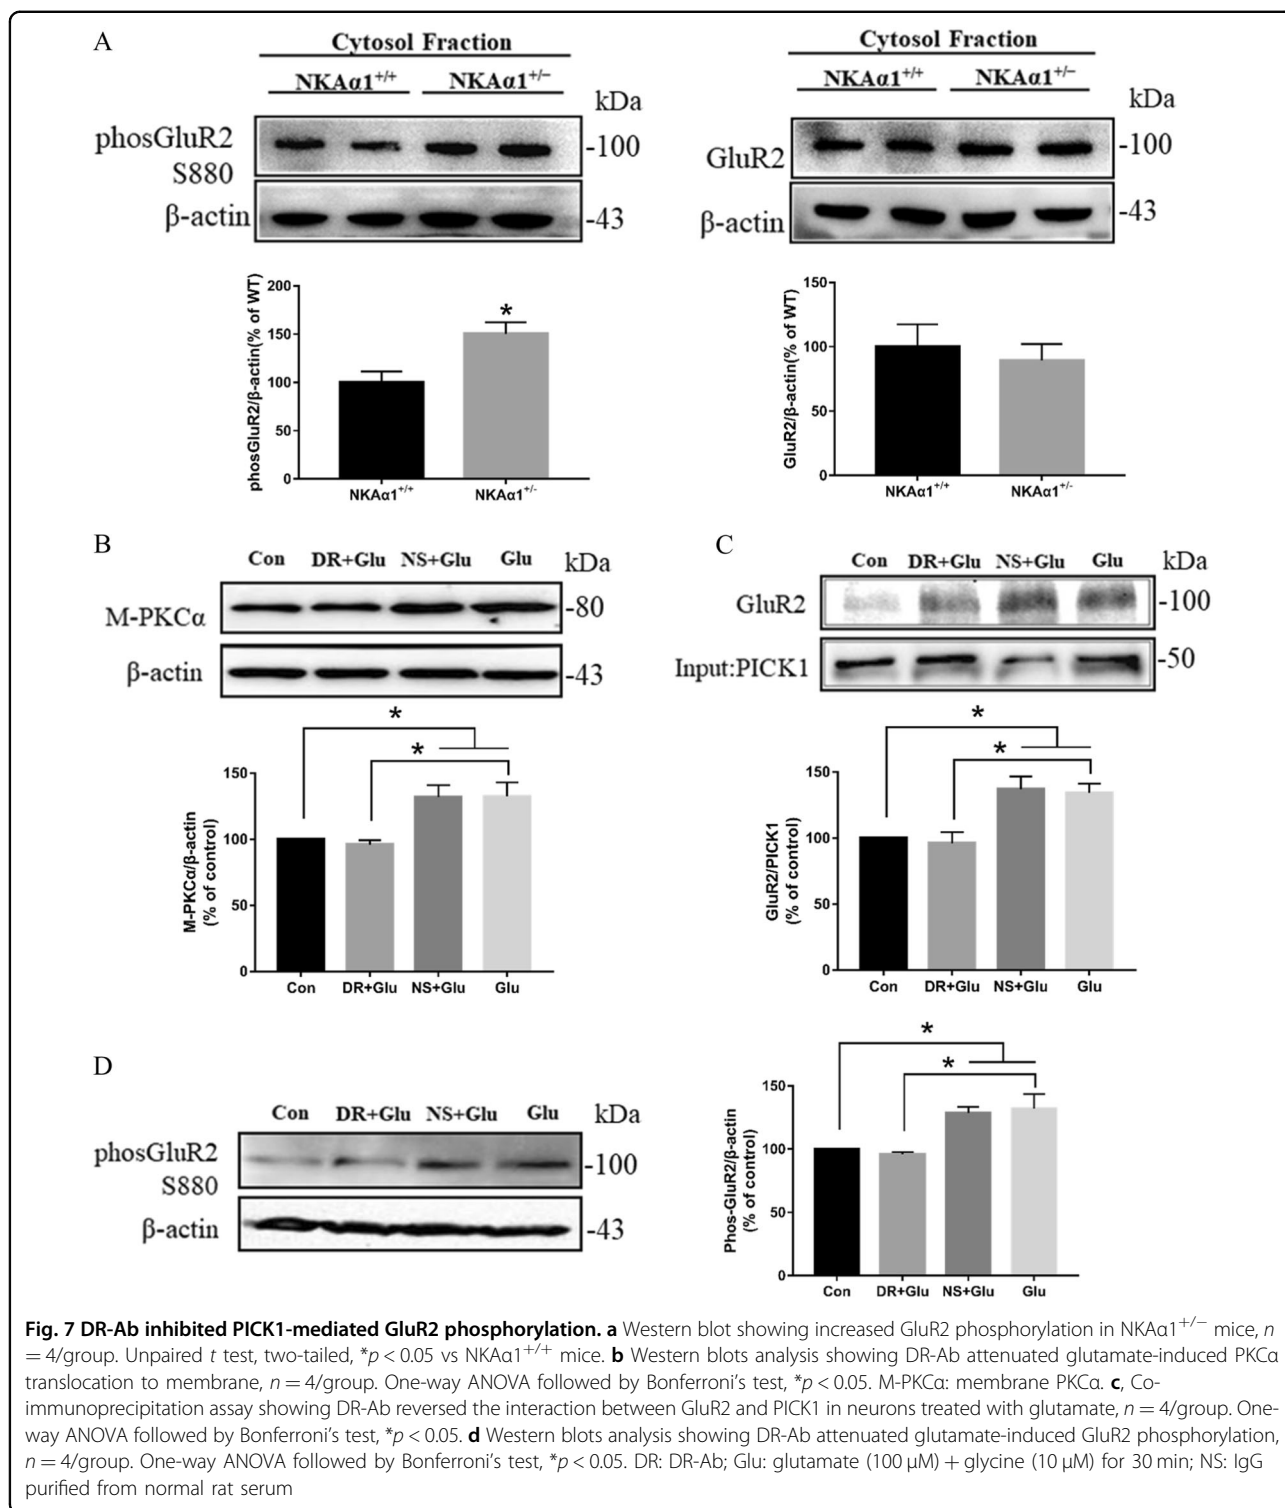 A
Cytosol Fraction
NKAα1+/+ NKAα1+/−
kDa
phosGluR2
S880
-100
β-actin
-43
phosGluR2/β-actin(% of WT)
200
150
100
50
0
*
NKAα1+/+ NKAα1+/-
Cytosol Fraction
NKAα1+/+ NKAα1+/−
kDa
GluR2
-100
β-actin
-43
GluR2/β-actin(% of WT)
150
100
50
0
NKAα1+/+ NKAα1+/-
B
Con DR+Glu NS+Glu Glu kDa
M-PKCα
-80
β-actin
-43
*
*
M-PKCα/β-actin
(% of control)
150
100
50
0
Con DR+Glu NS+Glu Glu
C
Con DR+Glu NS+Glu Glu kDa
GluR2
-100
Input:PICK1
-50
*
*
GluR2/PICK1
(% of control)
150
100
50
0
Con DR+Glu NS+Glu Glu
D
Con DR+Glu NS+Glu Glu kDa
phosGluR2
S880
-100
β-actin
-43
*
*
Phos-GluR2/β-actin
(% of control)
150
100
50
0
Con DR+Glu NS+Glu Glu
Fig. 7 DR-Ab inhibited PICK1-mediated GluR2 phosphorylation. a Western blot showing increased GluR2 phosphorylation in NKAα1+/− mice, n
= 4/group. Unpaired t test, two-tailed, *p < 0.05 vs NKAα1+/+ mice. b Western blots analysis showing DR-Ab attenuated glutamate-induced PKCα
translocation to membrane, n = 4/group. One-way ANOVA followed by Bonferroni's test, *p < 0.05. M-PKCα: membrane PKCα. c, Co-
immunoprecipitation assay showing DR-Ab reversed the interaction between GluR2 and PICK1 in neurons treated with glutamate, n = 4/group. One-
way ANOVA followed by Bonferroni's test, *p < 0.05. d Western blots analysis showing DR-Ab attenuated glutamate-induced GluR2 phosphorylation,
n = 4/group. One-way ANOVA followed by Bonferroni's test, *p < 0.05. DR: DR-Ab; Glu: glutamate (100 μM) + glycine (10 μM) for 30 min; NS: IgG
purified from normal rat serum